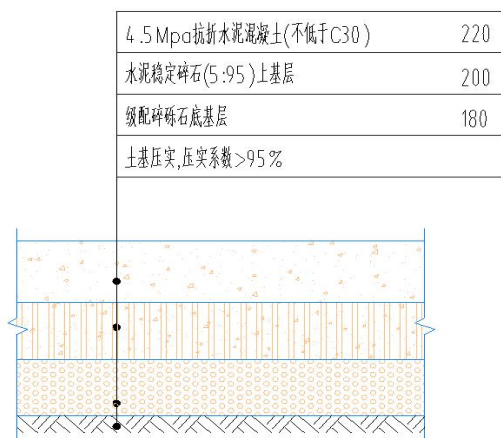 4.5Mpa抗折水泥混凝土(不低于C30) 220
水泥稳定碎石(5:95)上基层 200
级配碎砾石底基层 180
土基压实,压实系数>95%